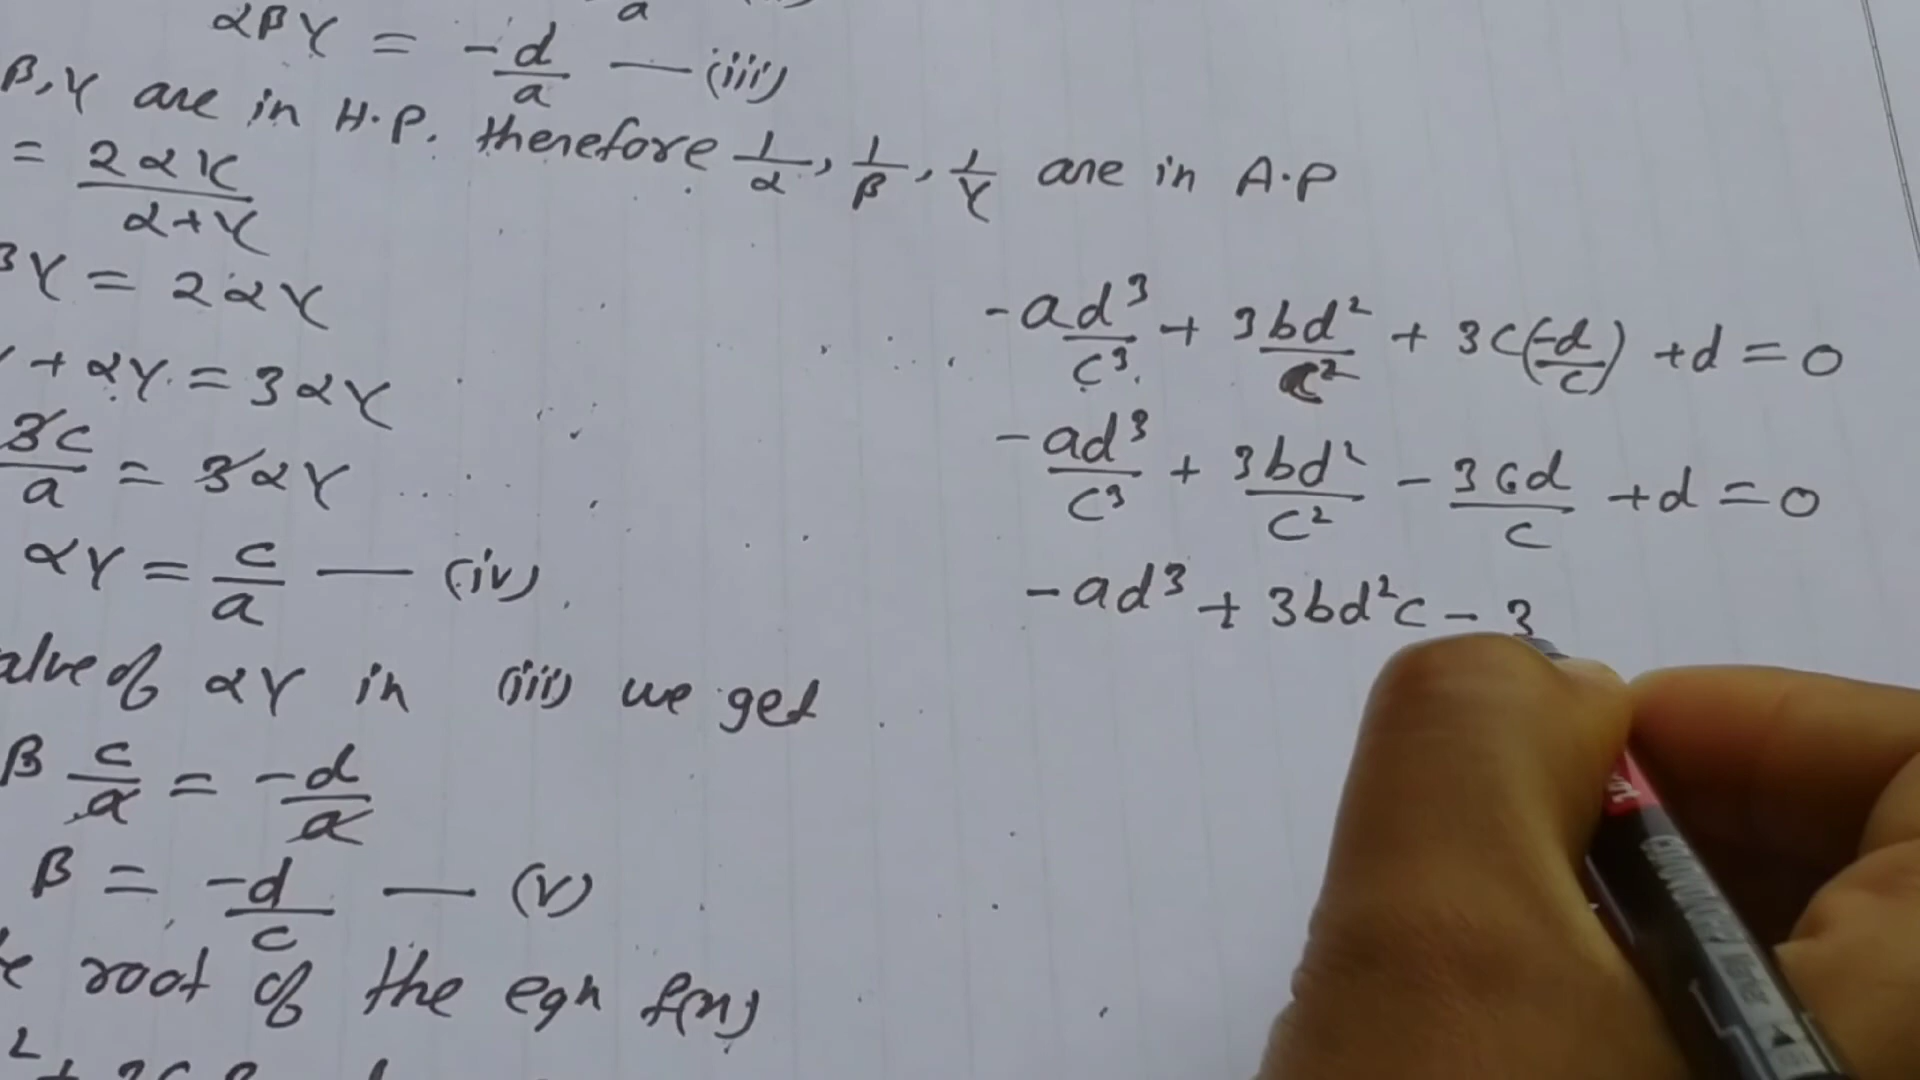 αβγ = -d/a — (iii)
β,γ are in H.P. therefore 1/α, 1/β, 1/γ are in A.P
= 2αγ/α+γ
βγ = 2αγ
γ + αγ = 3αγ
3c/a = 3αγ
αγ = c/a — (iv)
of αγ in (iii) we get
β c/a = -d/a
β = -d/c — (v)
root of the eqn f(x)
-ad³/c³ + 3bd²/c² + 3c(-d/c) +d = 0
-ad³/c³ + 3bd²/c² - 3cd/c +d = 0
-ad³ + 3bd²c - 3